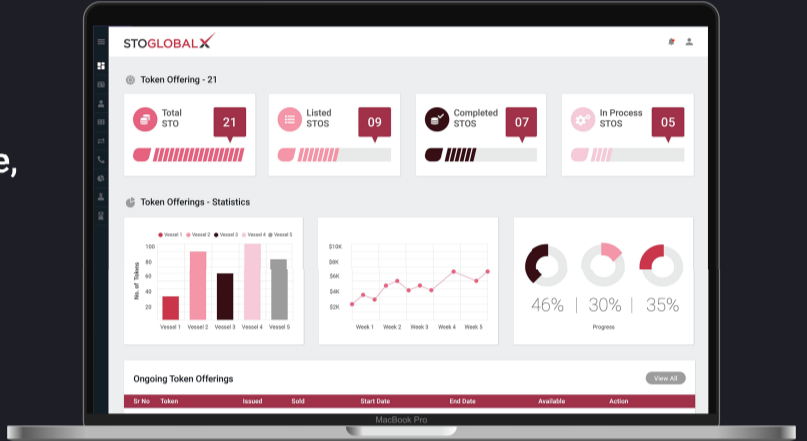 e,
STOGLOBALX
Token Offering - 21
Total
STO
21
Listed
STOS
09
Completed
STOS
07
In Process
STOS
05
Token Offerings - Statistics
Vessel 1 Vessel 2 Vessel 3 Vessel 4 Vessel 5
No. of Tokens
100
80
60
40
20
Vessel 1 Vessel 2 Vessel 3 Vessel 4 Vessel 5
$10K
$8K
$6K
$4K
$2K
Week 1 Week 2 Week 3 Week 4 Week 5
46% | 30% | 35%
Progress
Ongoing Token Offerings
View All
Sr No Token Issued Sold Start Date End Date Available Action
MacBook Pro